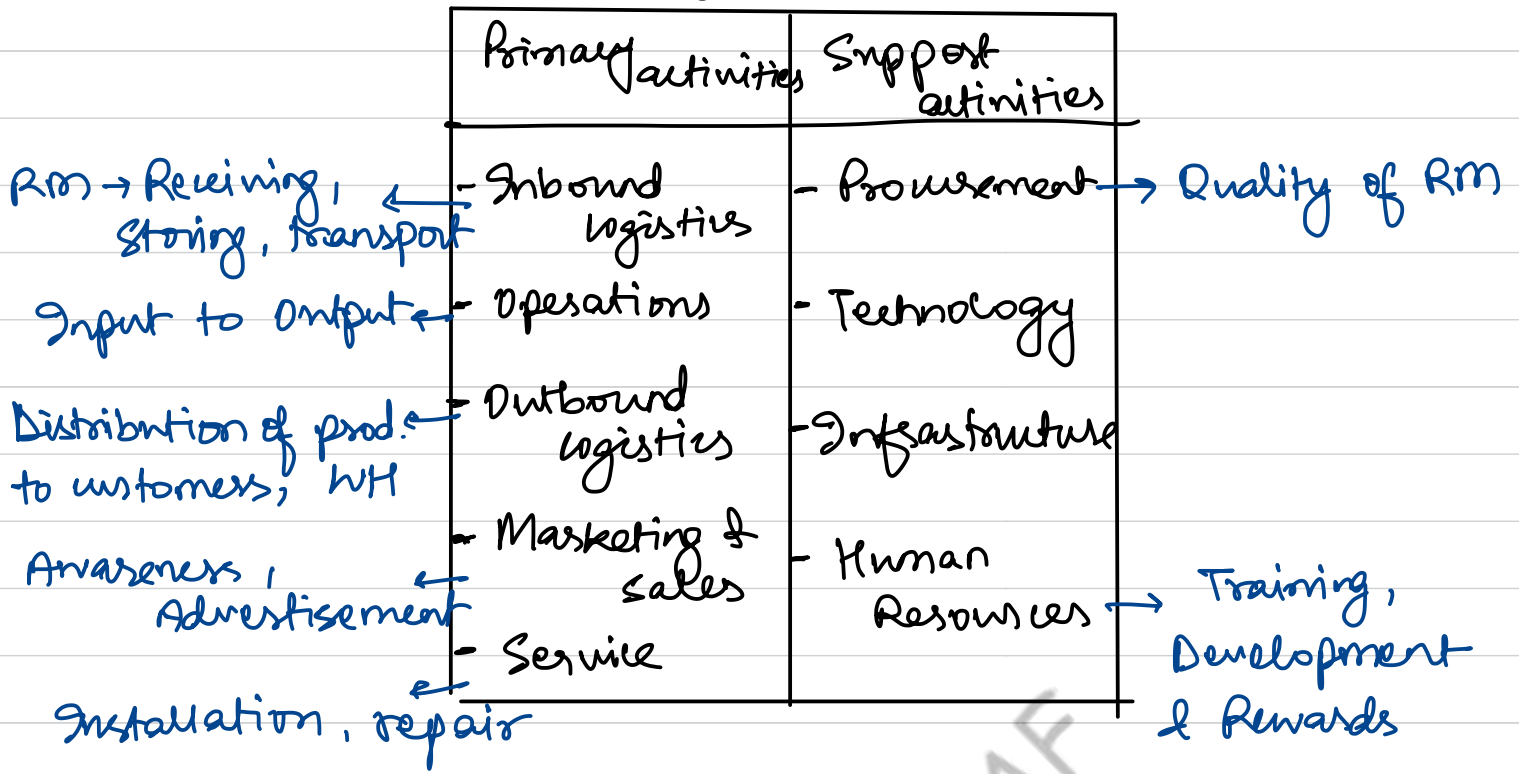 Primary activities
Support activities
RM → Receiving,
Storing, transport
- Inbound
logistics
- Procurement → Quality of RM
Input to Output
- Operations
- Technology
Distribution of prod.
to customers, WH
- Outbound
logistics
- Infrastructure
Awareness,
Advertisement
- Marketing &
sales
- Human
Resources
Training,
Development
& Rewards
- Service
Installation, repair